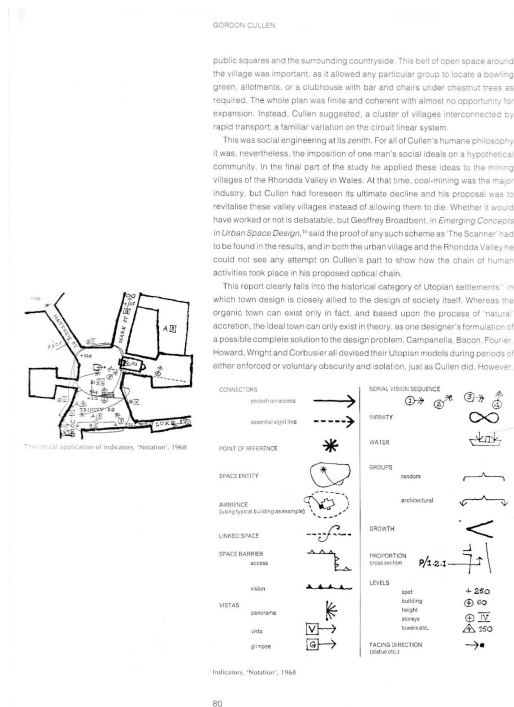 GORDON CULLEN
public squares and the surrounding countryside. This belt of open space around
the village was important, as it allowed any particular group to locate a bowling
green, allotments, or a clubhouse with bar and chairs under chestnut trees as
required. The whole plan was finite and coherent with almost no opportunity for
expansion. Instead, Cullen suggested, a cluster of villages interconnected by
rapid transport; a familiar variation on the circuit linear system.
This was social engineering at its zenith. For all of Cullen's humane philosophy
it was, nevertheless, the imposition of one man's social ideals on a hypothetical
community. In the final part of the study he applied these ideas to the mining
villages of the Rhondda Valley in Wales. At that time, coal-mining was the major
industry, but Cullen had foreseen its ultimate decline and his proposal was to
revitalise these valley villages instead of allowing them to die. Whether it would
have worked or not is debatable, but Geoffrey Broadbent, in Emerging Concepts
in Urban Space Design,¹⁰ said the proof of any such scheme as 'The Scanner' had
to be found in the results, and in both the urban village and the Rhondda Valley he
could not see any attempt on Cullen's part to show how the chain of human
activities took place in his proposed optical chain.
This report clearly falls into the historical category of Utopian settlements¹¹ in
which town design is closely allied to the design of society itself. Whereas the
organic town can exist only in fact, and based upon the process of 'natural'
accretion, the ideal town can only exist in theory, as one designer's formulation of
a possible complete solution to the design problem. Campanella, Bacon, Fourier,
Howard, Wright and Corbusier all devised their Utopian models during periods of
either enforced or voluntary obscurity and isolation, just as Cullen did. However,
MARK ST
A
TRINITY SQ
Theoretical application of indicators, 'Notation', 1968
CONNECTORS
pedestrian access
essential sight line
POINT OF REFERENCE
SPACE ENTITY
AMBIENCE
(using typical building as example)
LINKED SPACE
SPACE BARRIER
access
vision
VISTAS
panorama
vista V
glimpse G
SERIAL VISION SEQUENCE
1 2 3 4
INFINITY
WATER
GROUPS
random
architectural
GROWTH
PROPORTION
cross section P/1.2.1
LEVELS
spot + 250
building 60
height
storeys IV
towers etc. 150
FACING DIRECTION
(statue etc.)
Indicators, 'Notation', 1968
80